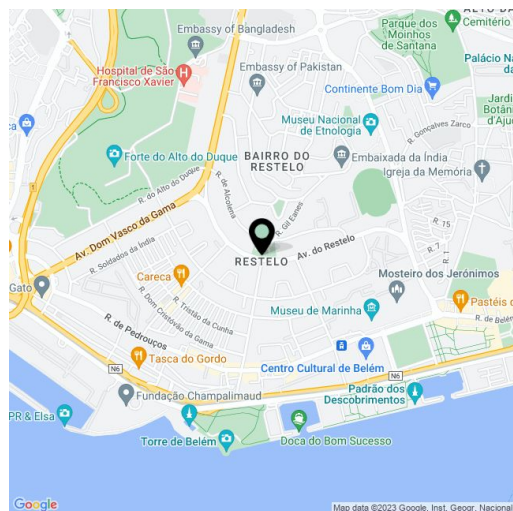 ALTO DA
Embassy of Bangladesh
Parque dos
Moinhos
de Santana
Cemitério
Hospital de São
Francisco Xavier
H
Embassy of Pakistan
Palácio Na
Continente Bom Dia
Museu Nacional
de Etnologia
Jardi
Botân
d'Aju
R. Gonçalves Zarco
Forte do Alto do Duque
BAIRRO DO
RESTELO
Embaixada da Índia
Igreja da Memória
R. do Alto do Duque
R. de Alcolena
R. Gil Eanes
R. 15
R. 7
R. 1
Av. Dom Vasco da Gama
Av. do Restelo
R. Soldados da Índia
RESTELO
Careca
Mosteiro dos Jerónimos
Gato
R. Tristão da Cunha
R. Dom Cristóvão da Gama
Museu de Marinha
Pastéis d
R. de Belém
R. de Pedrouços
Tasca do Gordo
N6
Centro Cultural de Belém
N6
Fundação Champalimaud
Padrão dos
Descobrimentos
PR & Elsa
Torre de Belém
Doca do Bom Sucesso
Google
Map data ©2023 Google, Inst. Geogr. Nacional